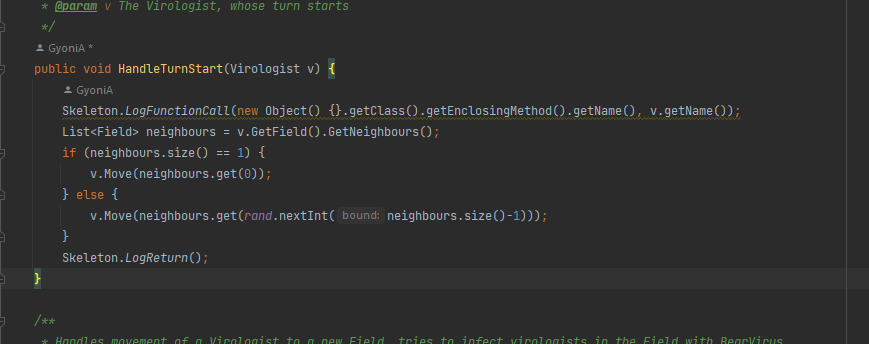 * @param v The Virologist, whose turn starts
*/
GyoniA *
public void HandleTurnStart(Virologist v) {
GyoniA
Skeleton.LogFunctionCall(new Object() {}.getClass().getEnclosingMethod().getName(), v.getName());
List<Field> neighbours = v.GetField().GetNeighbours();
if (neighbours.size() == 1) {
v.Move(neighbours.get(0));
} else {
v.Move(neighbours.get(rand.nextInt( bound: neighbours.size()-1)));
}
Skeleton.LogReturn();
}
/**
* Handles movement of a Virologist to a new Field, tries to infect virologists in the Field with BearVirus